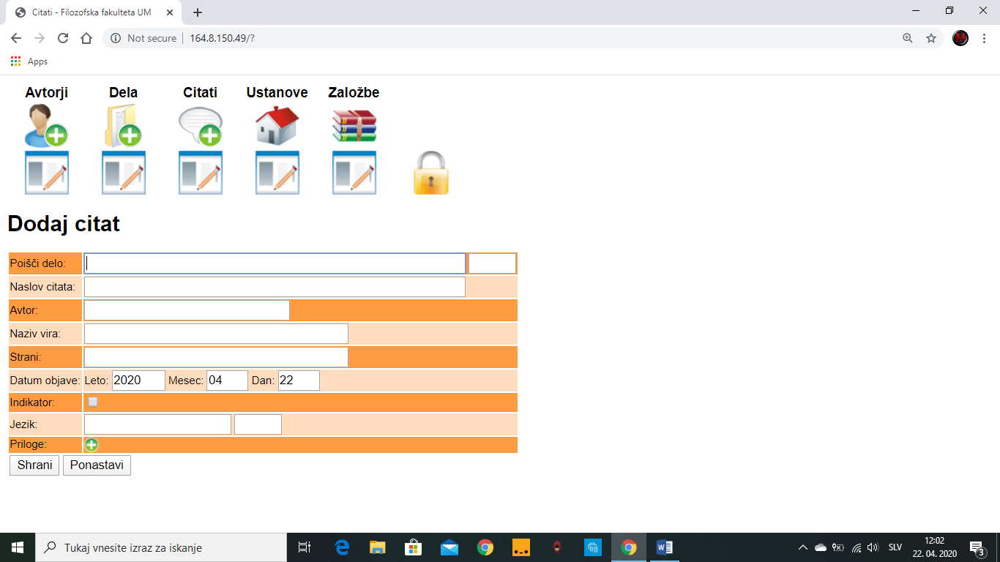 Citati - Filozofska fakulteta UM
Not secure 164.8.150.49/?
Apps
Avtorji Dela Citati Ustanove Založbe
Dodaj citat
Poišči delo:
Naslov citata:
Avtor:
Naziv vira:
Strani:
Datum objave: Leto: 2020 Mesec: 04 Dan: 22
Indikator:
Jezik:
Priloge:
Shrani Ponastavi
Tukaj vnesite izraz za iskanje
SLV
12:02
22. 04. 2020
3